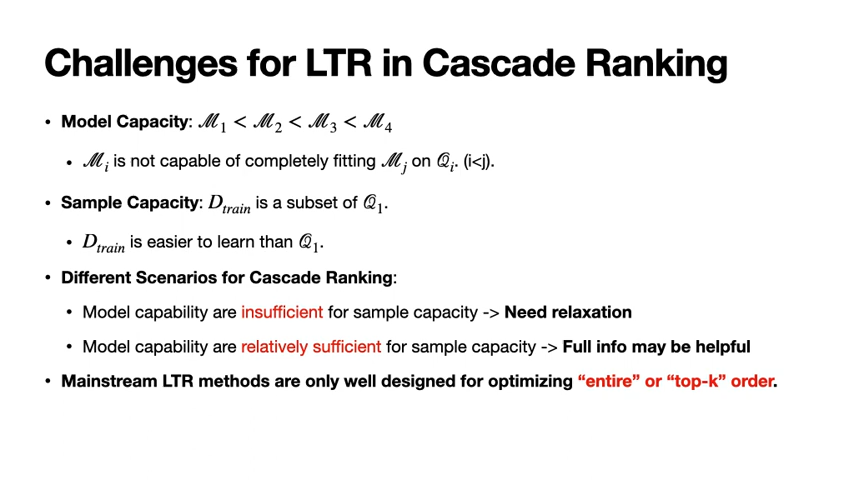 Challenges for LTR in Cascade Ranking
• Model Capacity: ℳ₁ < ℳ₂ < ℳ₃ < ℳ₄
• ℳᵢ is not capable of completely fitting ℳⱼ on 𝒬ᵢ. (i<j).
• Sample Capacity: D_train is a subset of 𝒬₁.
• D_train is easier to learn than 𝒬₁.
• Different Scenarios for Cascade Ranking:
• Model capability are insufficient for sample capacity -> Need relaxation
• Model capability are relatively sufficient for sample capacity -> Full info may be helpful
• Mainstream LTR methods are only well designed for optimizing “entire” or “top-k” order.